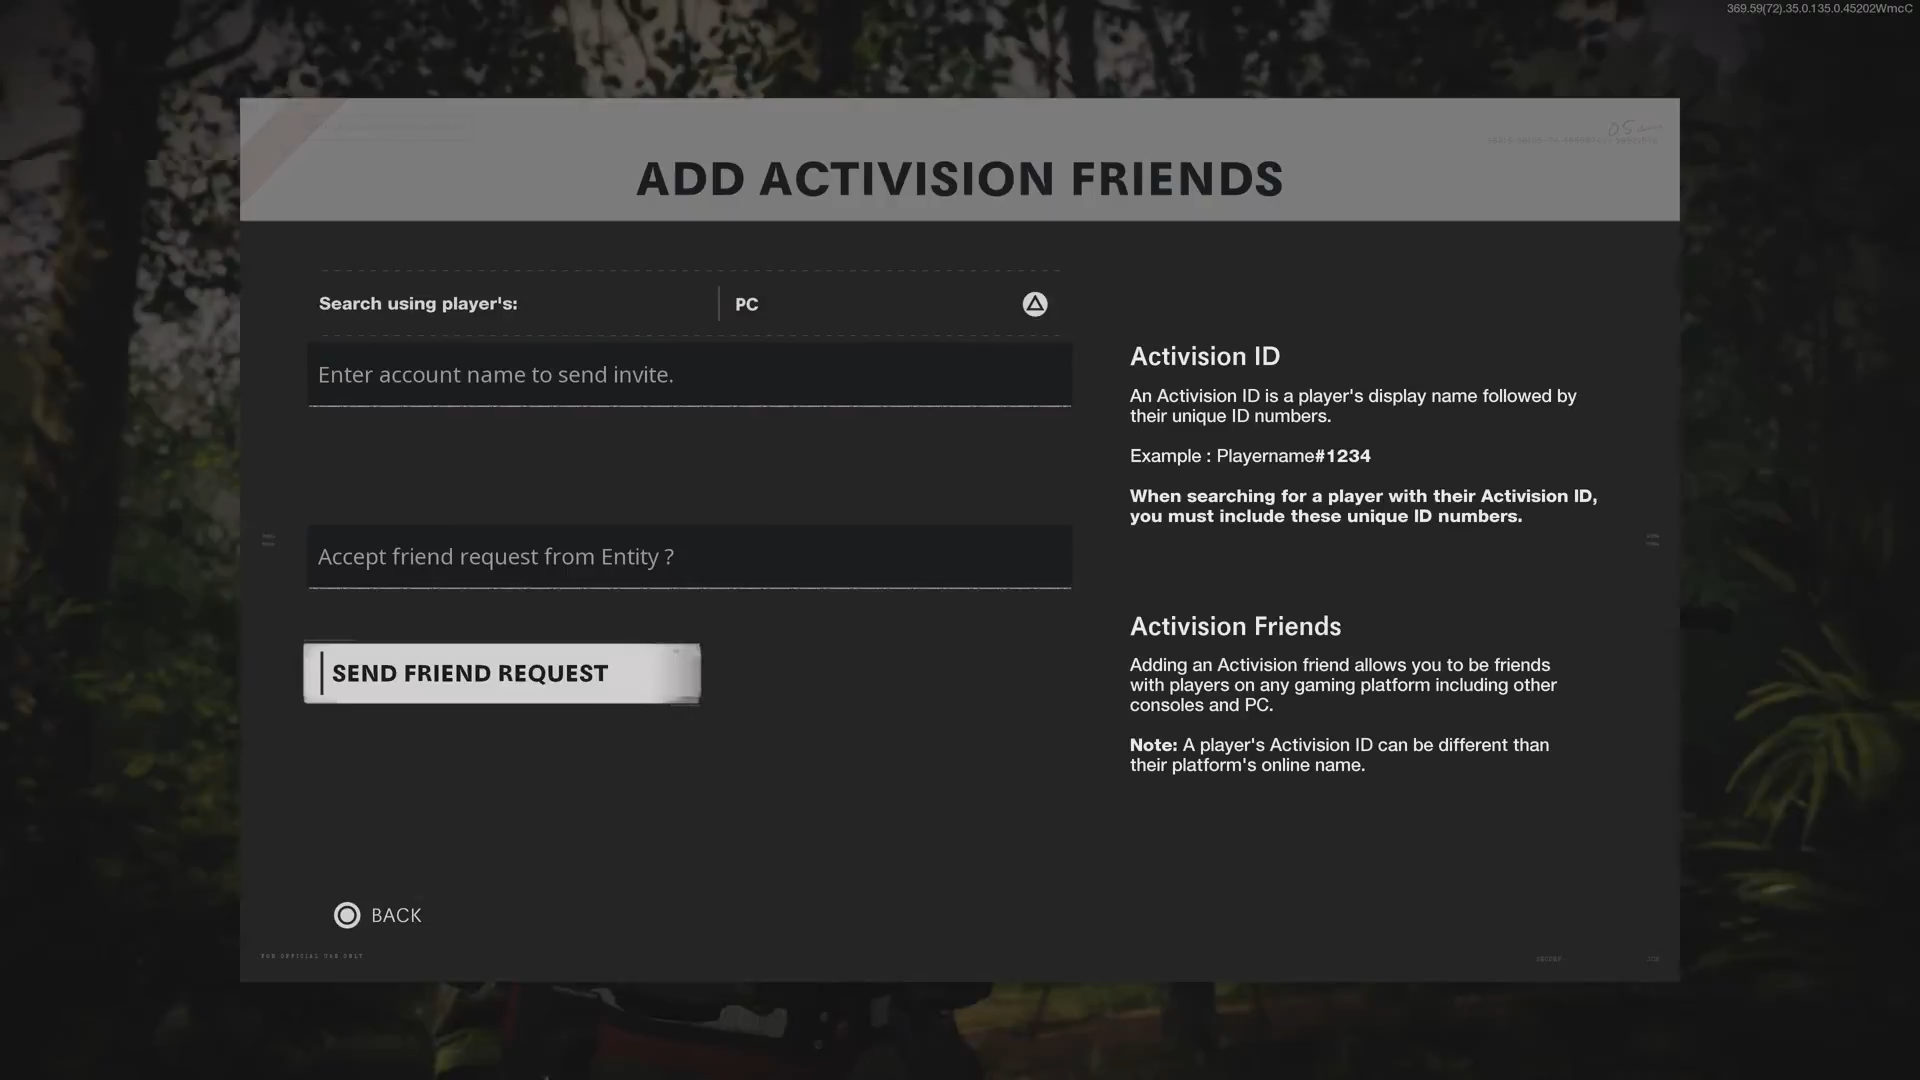 369.59(72).35.0.135.0.45202WmcC
ADD ACTIVISION FRIENDS
Search using player's:
PC
Enter account name to send invite.
Accept friend request from Entity ?
SEND FRIEND REQUEST
BACK
Activision ID
An Activision ID is a player's display name followed by
their unique ID numbers.
Example : Playername#1234
When searching for a player with their Activision ID,
you must include these unique ID numbers.
Activision Friends
Adding an Activision friend allows you to be friends
with players on any gaming platform including other
consoles and PC.
Note: A player's Activision ID can be different than
their platform's online name.
FOR OFFICIAL USE ONLY